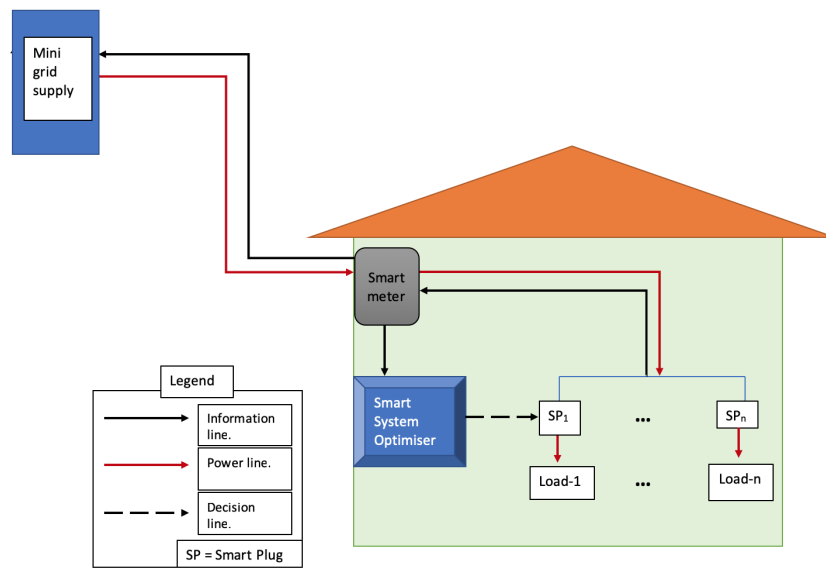 Mini
grid
supply
Smart
meter
Smart
System
Optimiser
SP₁
...
SPₙ
Load-1
...
Load-n
Legend
Information
line.
Power line.
Decision
line.
SP = Smart Plug